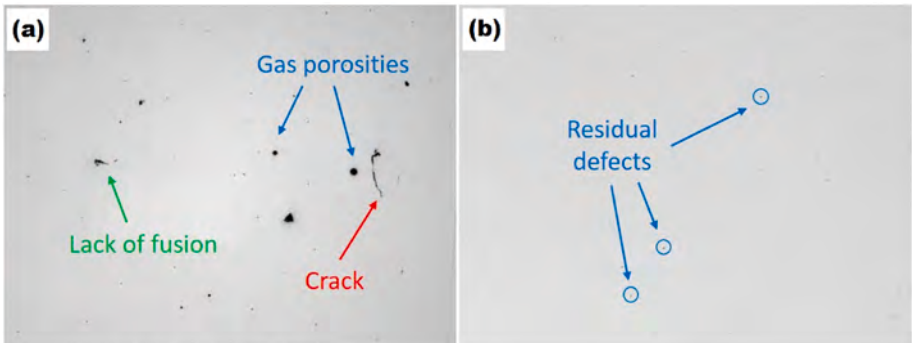 (a)
Gas porosities
Lack of fusion
Crack
(b)
Residual
defects